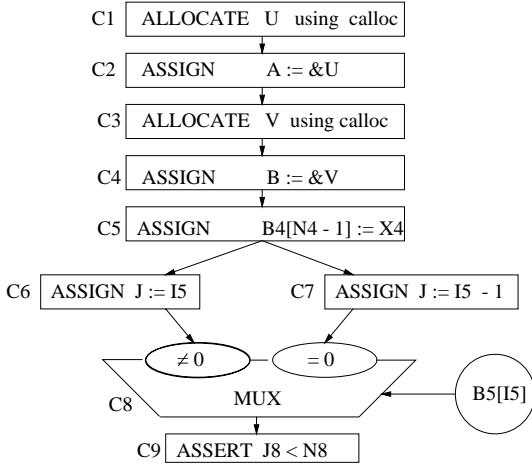 C1 ALLOCATE U using calloc
C2 ASSIGN A := &U
C3 ALLOCATE V using calloc
C4 ASSIGN B := &V
C5 ASSIGN B4[N4 - 1] := X4
C6 ASSIGN J := I5
C7 ASSIGN J := I5 - 1
≠ 0
= 0
C8 MUX
B5[I5]
C9 ASSERT J8 < N8